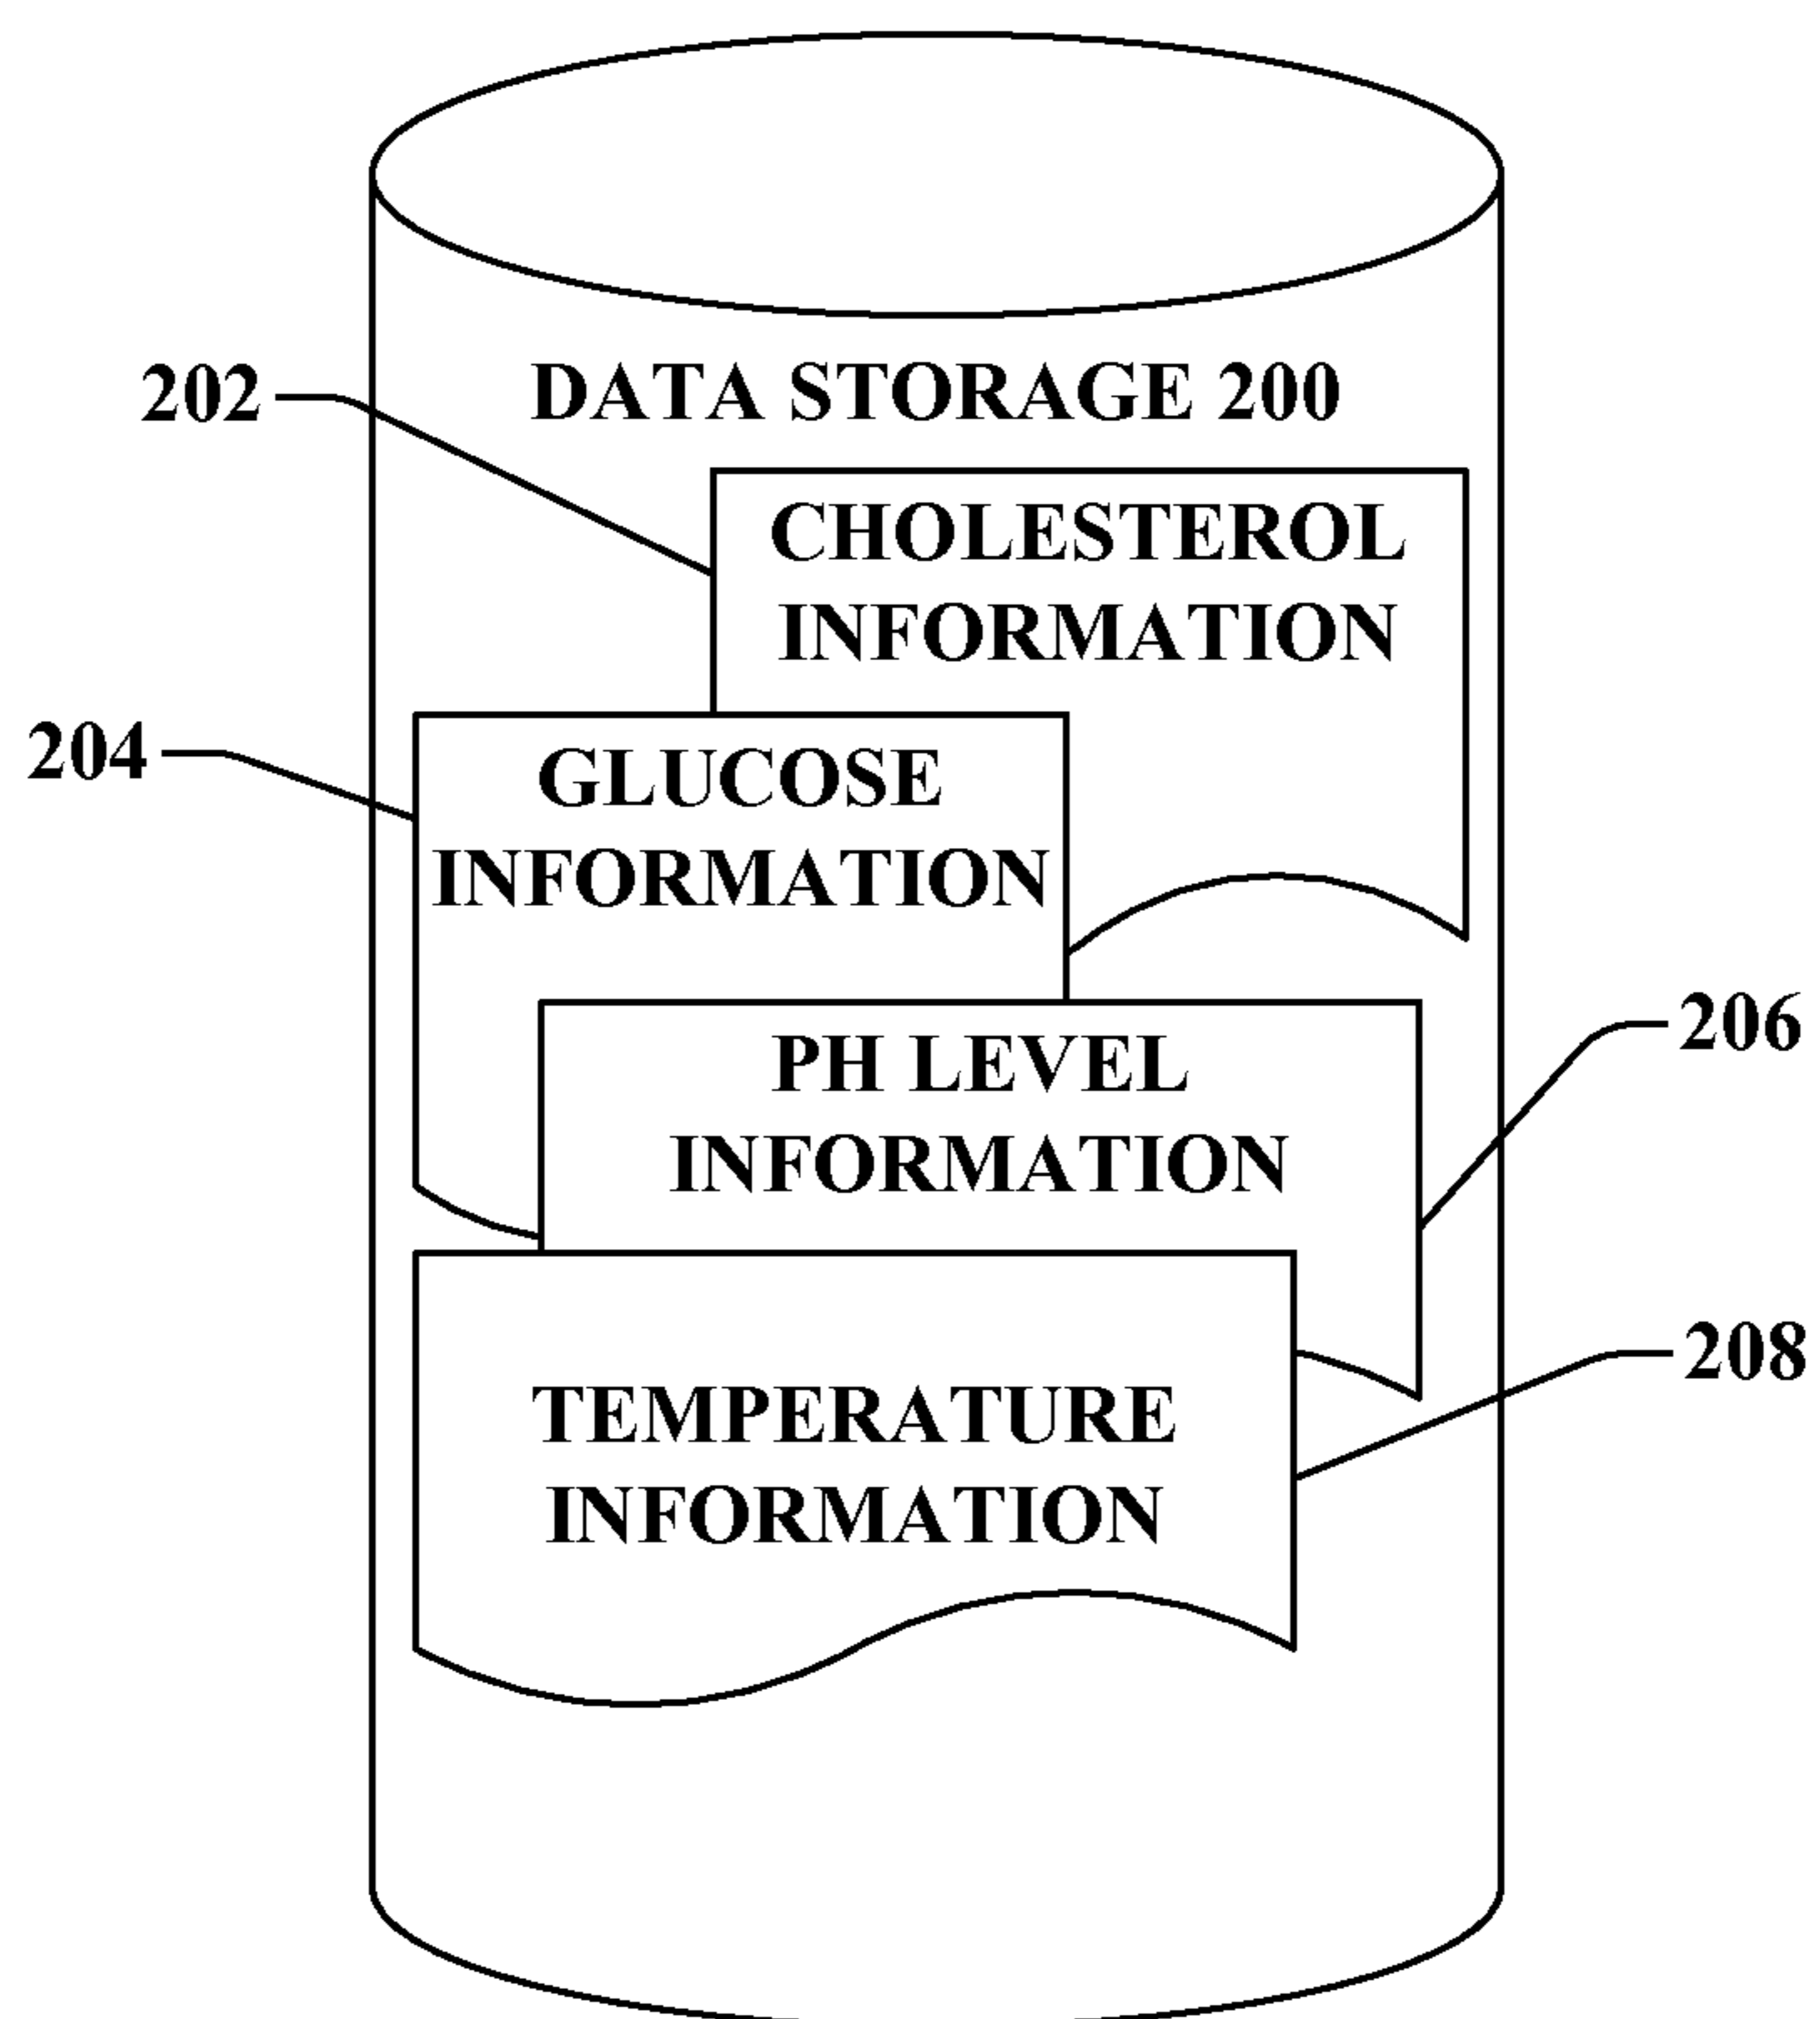 DATA STORAGE 200
202
CHOLESTEROL
INFORMATION
204
GLUCOSE
INFORMATION
206
PH LEVEL
INFORMATION
208
TEMPERATURE
INFORMATION